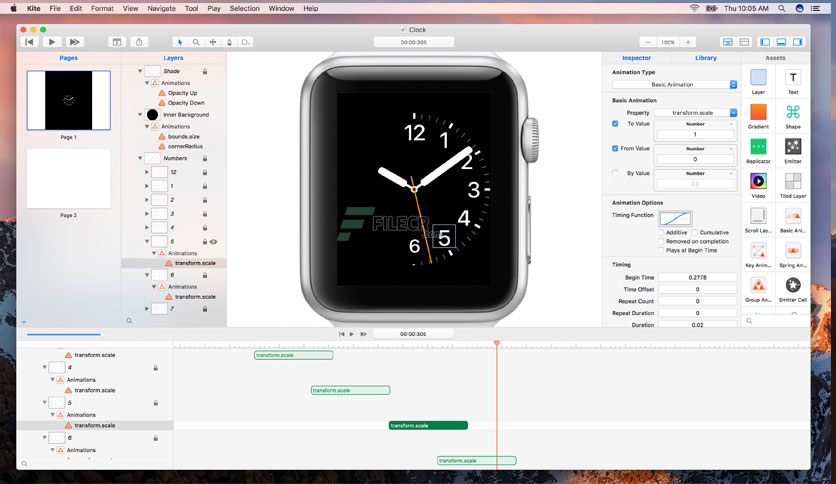 Kite File Edit Format View Navigate Tool Play Selection Window Help
Thu 10:05 AM
Clock
00:00:305
100%
Pages
Layers
Inspector
Library
Assets
Page 1
Page 2
Shade
Animations
Opacity Up
Opacity Down
Inner Background
Animations
bounds.size
cornerRadius
Numbers
12
1
2
3
4
5
Animations
transform.scale
6
Animations
transform.scale
7
12
1
2
3
4
5
6
FILECR
.com
Animation Type
Basic Animation
Basic Animation
Property transform.scale
To Value Number
1
From Value Number
0
By Value Number
0.0
Animation Options
Timing Function
Additive Cumulative
Removed on completion
Plays at Begin Time
Timing
Begin Time 0.2778
Time Offset 0
Repeat Count 0
Repeat Duration 0
Duration 0.02
Layer Text
Gradient Shape
Replicator Emitter
Video Tiled Layer
Scroll Lay... Basic Ani...
Key Anim... Spring An...
Group An... Emitter Cell
00:00:305
transform.scale
transform.scale
4
Animations
transform.scale
transform.scale
5
Animations
transform.scale
transform.scale
6
Animations
transform.scale